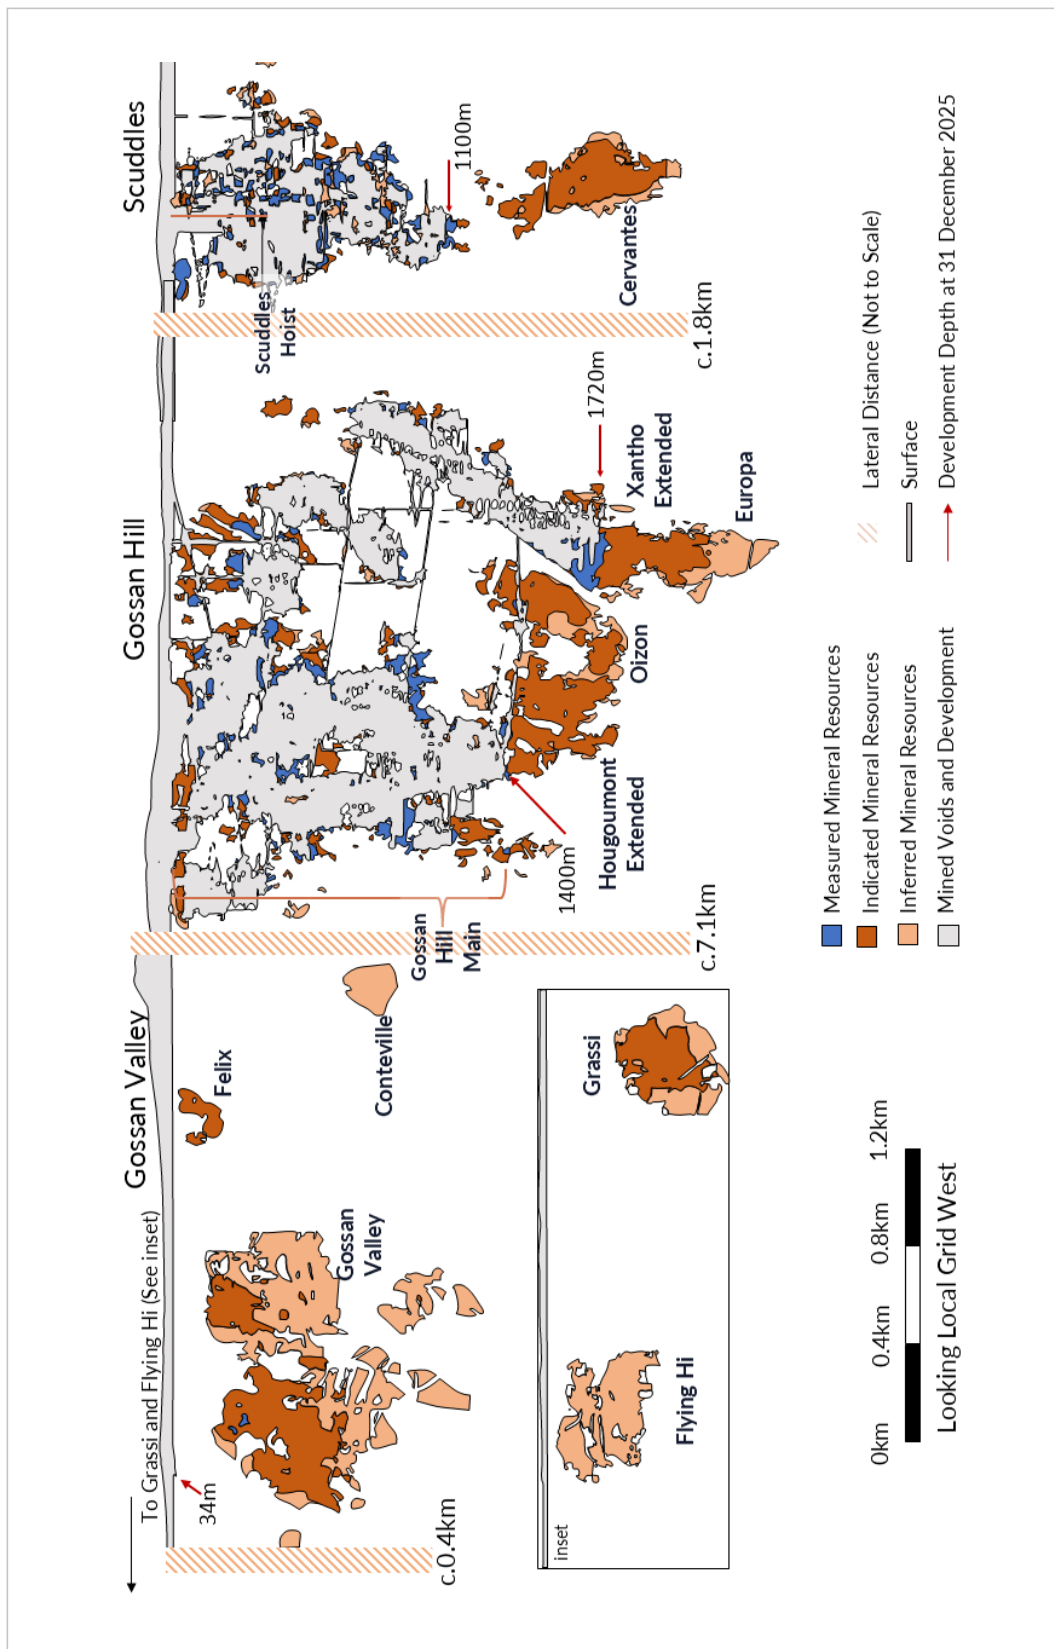 Gossan Valley
Gossan Hill
Scuddles
To Grassi and Flying Hi (See inset)
34m
Felix
Gossan
Valley
Conteville
c.0.4km
Gossan
Hill
Main
c.7.1km
1400m
Hougoumont
Extended
Oizon
1720m
Xantho
Extended
Europa
Scuddles
Hoist
c.1.8km
1100m
Cervantes
inset
Flying Hi
Grassi
0km
0.4km
0.8km
1.2km
Looking Local Grid West
Measured Mineral Resources
Indicated Mineral Resources
Inferred Mineral Resources
Mined Voids and Development
Lateral Distance (Not to Scale)
Surface
Development Depth at 31 December 2025